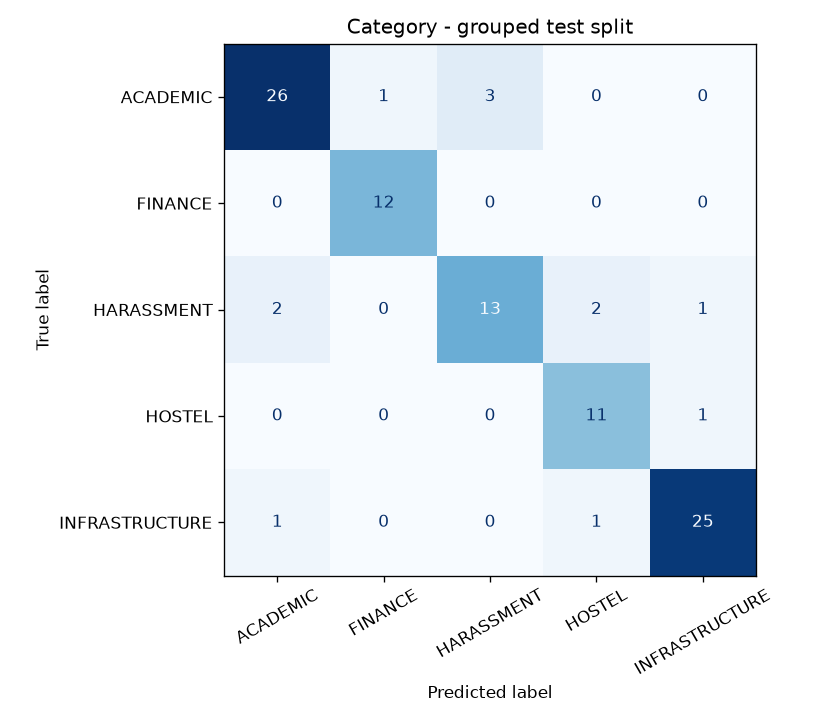 Category - grouped test split
True label
ACADEMIC 26 1 3 0 0
FINANCE 0 12 0 0 0
HARASSMENT 2 0 13 2 1
HOSTEL 0 0 0 11 1
INFRASTRUCTURE 1 0 0 1 25
ACADEMIC FINANCE HARASSMENT HOSTEL INFRASTRUCTURE
Predicted label